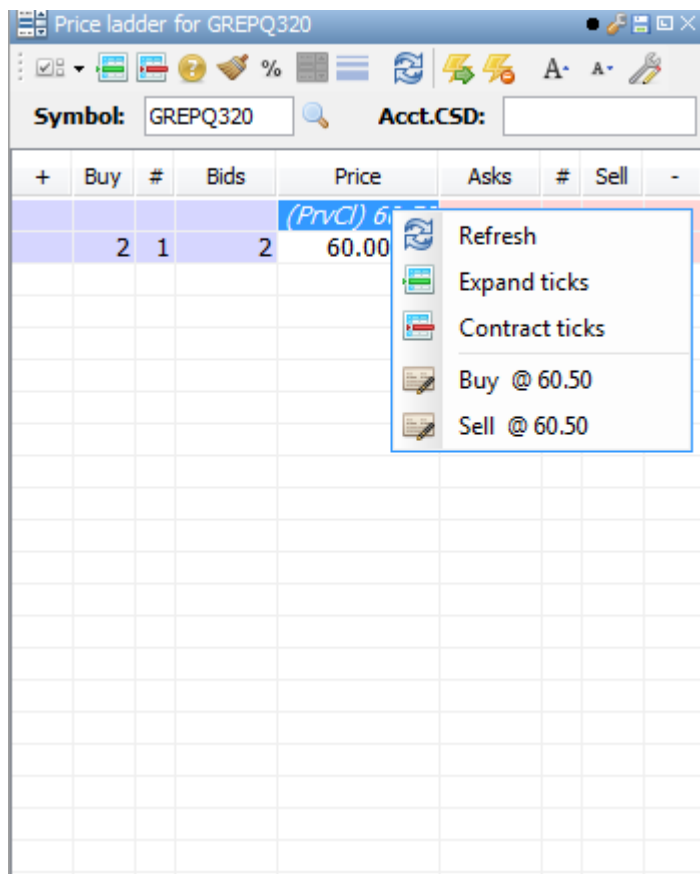 Price ladder for GREPQ320
% A A
Symbol: GREPQ320 Acct.CSD:
+ Buy # Bids Price Asks # Sell -
(PrvCl)
2 1 2 60.00
Refresh
Expand ticks
Contract ticks
Buy @ 60.50
Sell @ 60.50